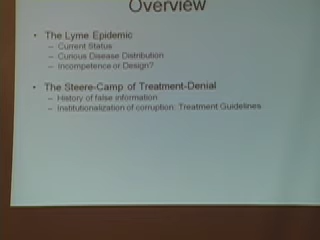 Overview
• The Lyme Epidemic
– Current Status
– Curious Disease Distribution
– Incompetence or Design?
• The Steere-Camp of Treatment-Denial
– History of false information
– Institutionalization of corruption: Treatment Guidelines